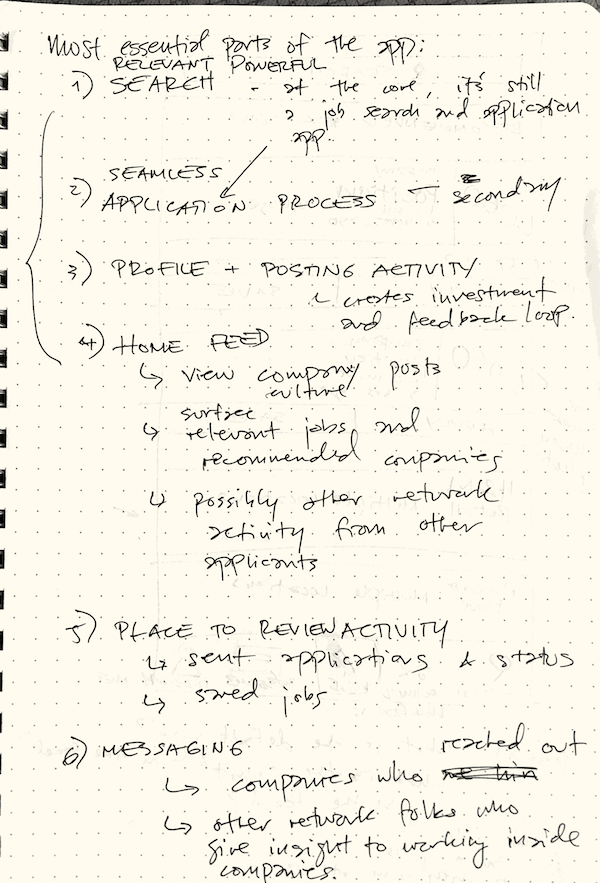 Most essential parts of the app:
RELEVANT POWERFUL
1) SEARCH - at the core, it's still
a job search and application
app.
SEAMLESS
2) APPLICATION PROCESS — secondary
3) PROFILE + POSTING ACTIVITY
↳ creates investment
and feedback loop.
4) HOME FEED
↳ view company posts
culture
surface
↳ relevant jobs and
recommended companies
↳ possibly other network
activity from other
applicants
5) PLACE TO REVIEW ACTIVITY
↳ sent applications & status
↳ saved jobs
6) MESSAGING
reached out
↳ companies who
↳ other network folks who
give insight to working inside
companies.